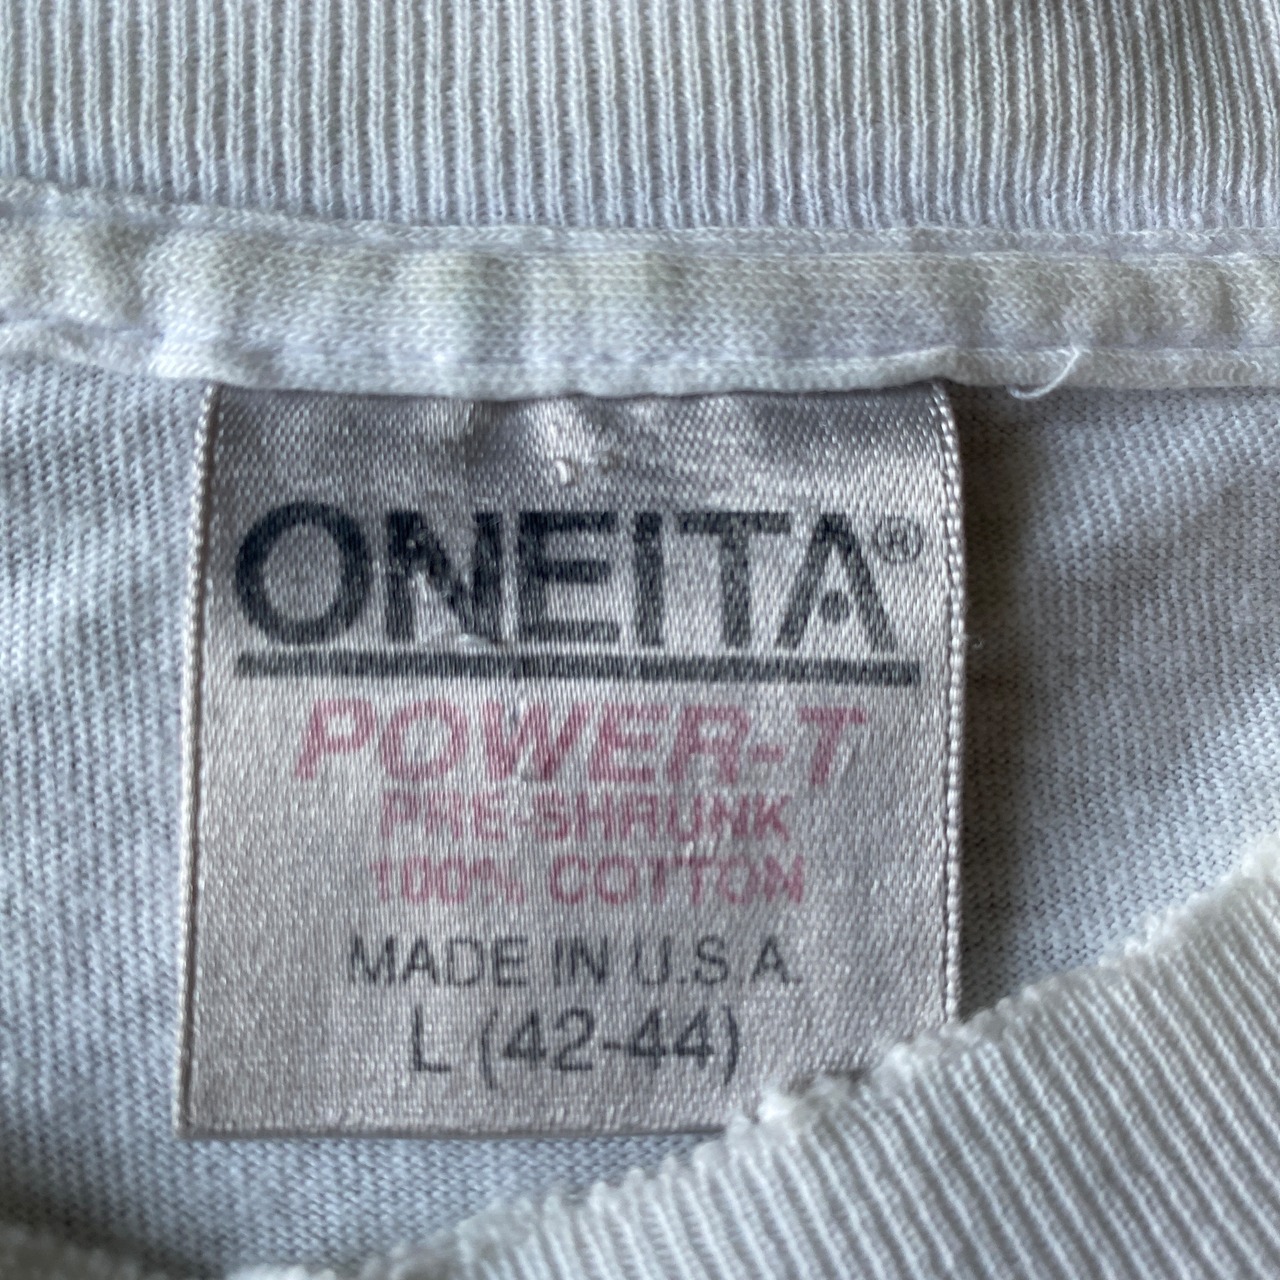 ONEITA®
POWER-T
PRE-SHRUNK
100% COTTON
MADE IN U.S.A.
L (42-44)